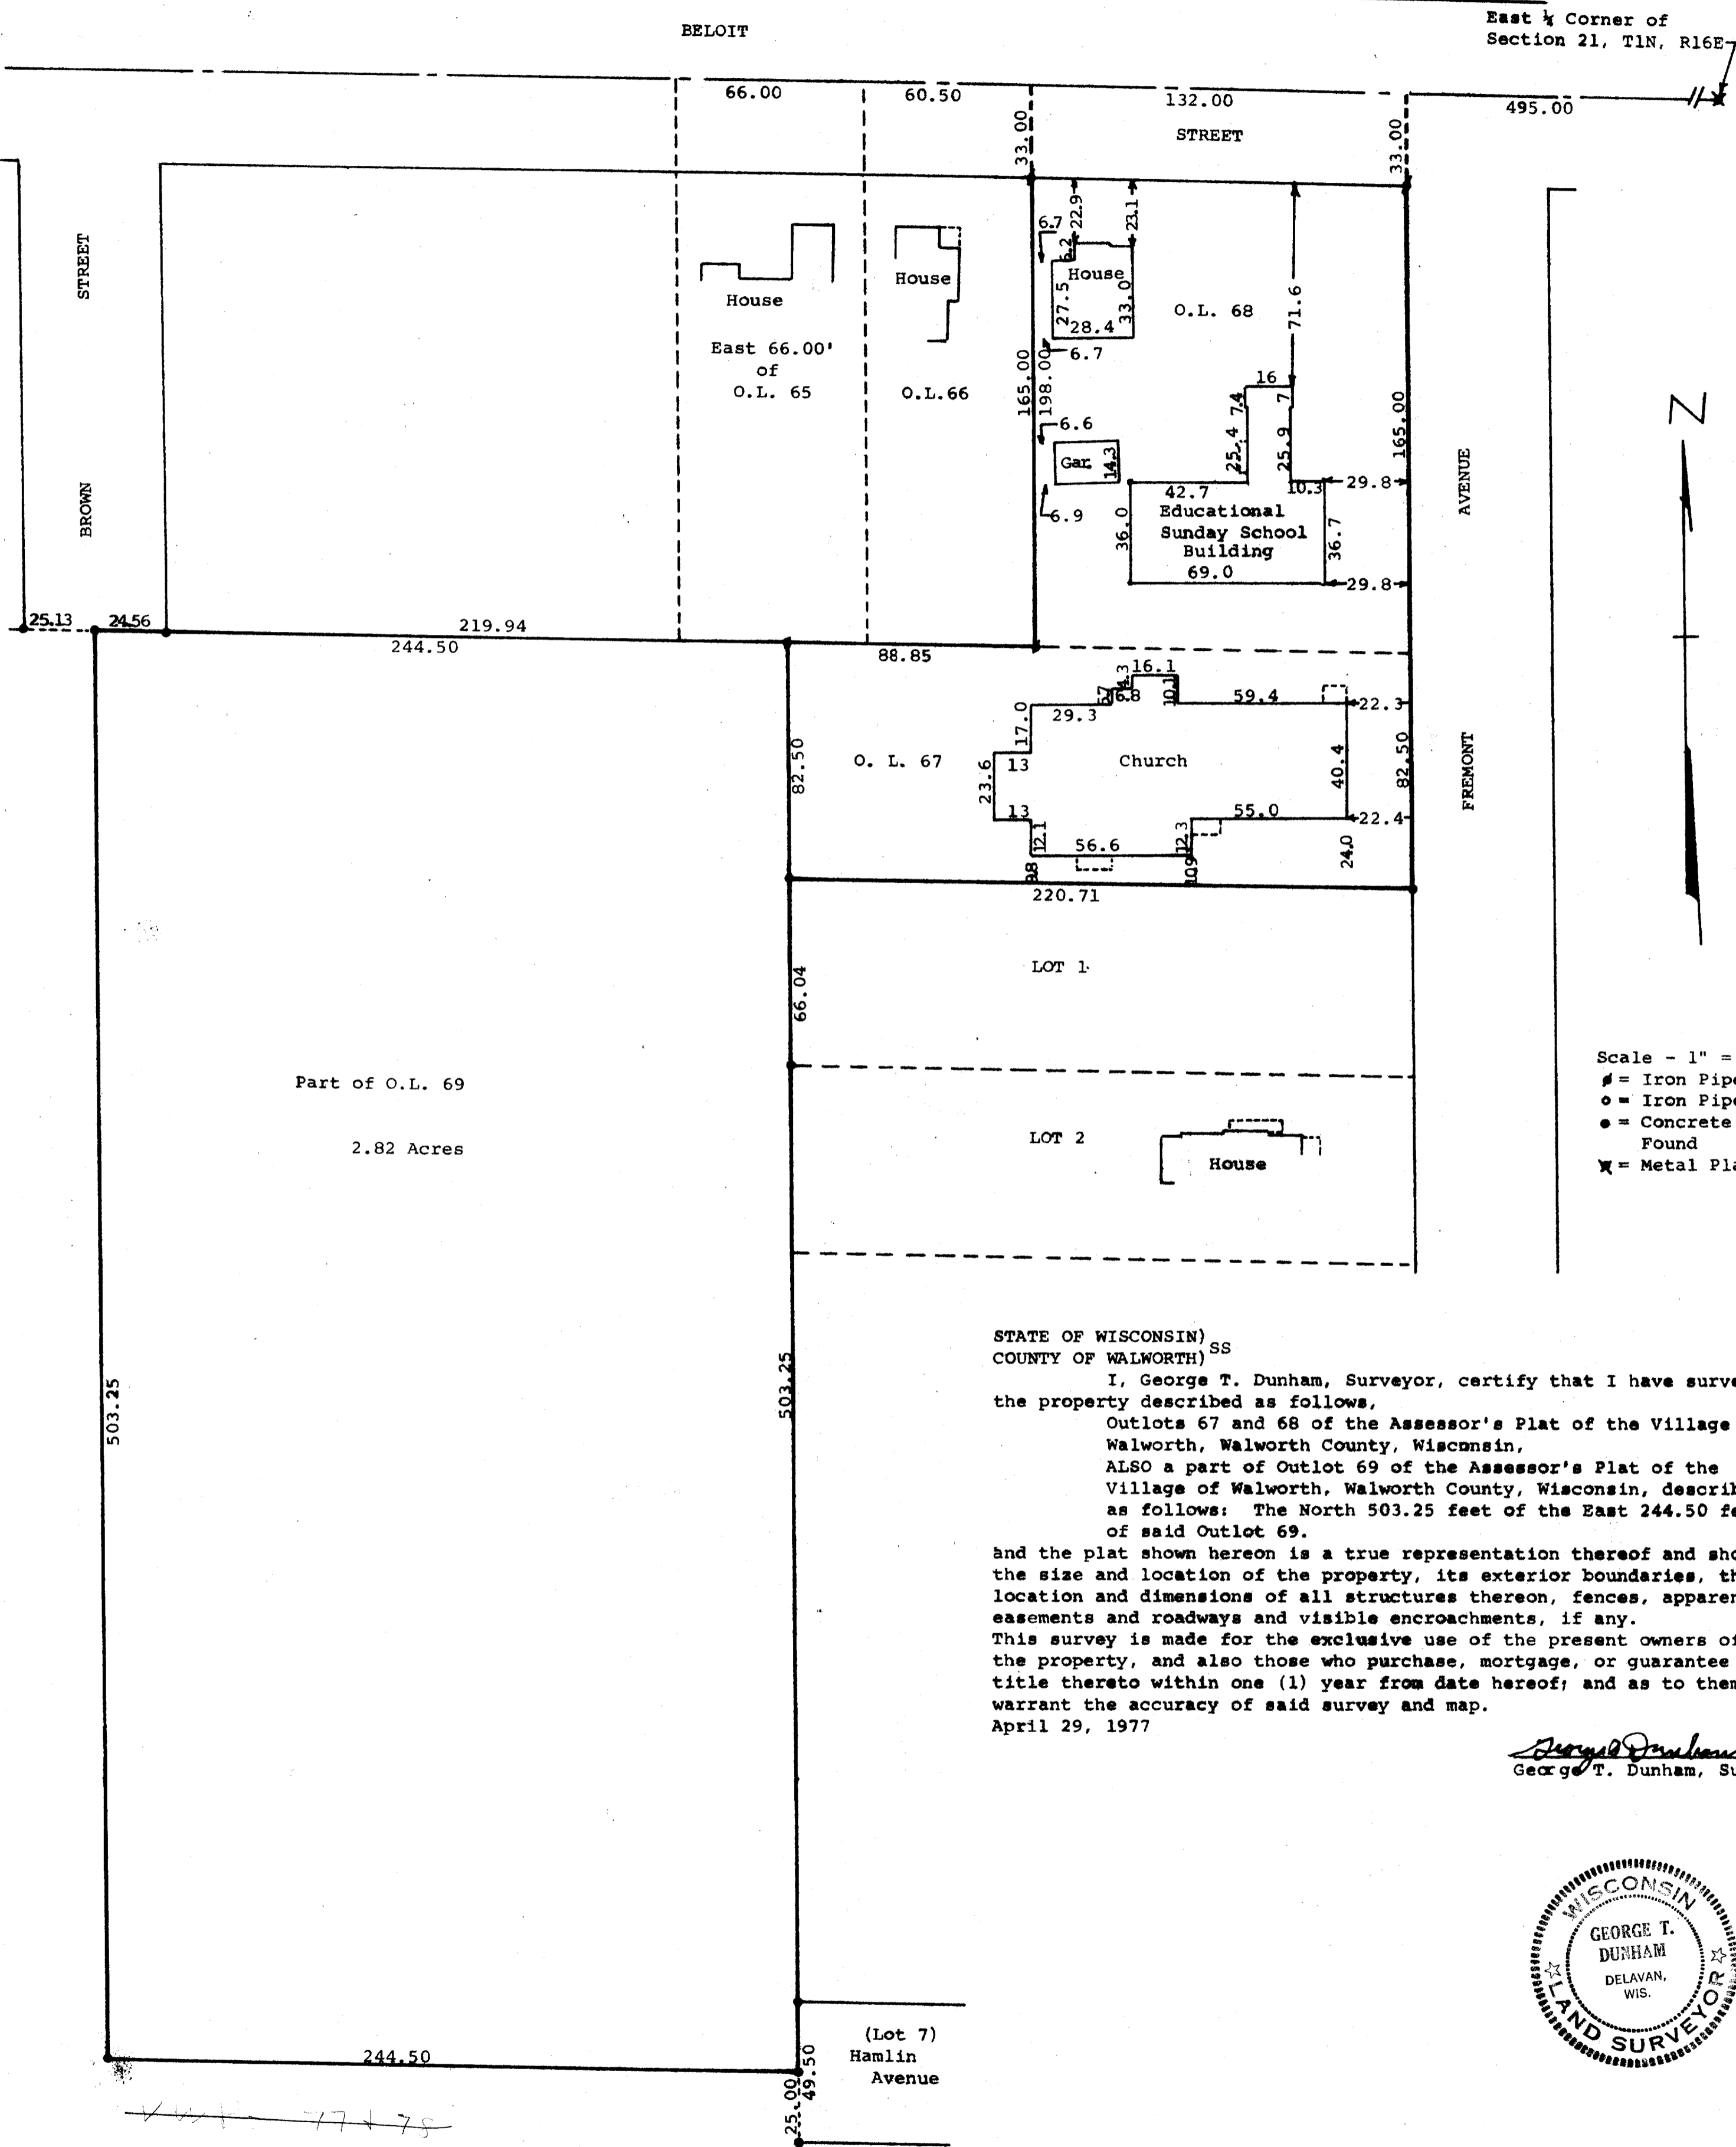 East ¼ Corner of
Section 21, T1N, R16E
BELOIT
66.00
60.50
132.00
495.00
STREET
33.00
33.00
STREET
BROWN
6.7
22.9
23.1
6.2
House
27.5
33.0
28.4
6.7
O.L. 68
71.6
House
East 66.00'
of
O.L. 65
House
O.L.66
165.00
198.00
165.00
16
7.4
7
25.4
25.9
6.6
Gar.
14.3
6.9
42.7
10.3
29.8
Educational
Sunday School
Building
36.0
36.7
69.0
29.8
AVENUE
FREMONT
N
25.13
24.56
219.94
244.50
88.85
16.1
4.3
6.8
10.1
59.4
22.3
29.3
17.0
82.50
O. L. 67
13
Church
40.4
82.50
23.6
13
55.0
22.4
12.1
56.6
12.3
24.0
9.8
10.9
220.71
LOT 1
66.04
Part of O.L. 69
2.82 Acres
LOT 2
House
Scale - 1" =
= Iron Pip
= Iron Pip
= Concrete
Found
= Metal Pla
503.25
503.25
STATE OF WISCONSIN)
SS
COUNTY OF WALWORTH)
I, George T. Dunham, Surveyor, certify that I have surve
the property described as follows,
Outlots 67 and 68 of the Assessor's Plat of the Village
Walworth, Walworth County, Wisconsin,
ALSO a part of Outlot 69 of the Assessor's Plat of the
Village of Walworth, Walworth County, Wisconsin, describ
as follows: The North 503.25 feet of the East 244.50 fe
of said Outlot 69.
and the plat shown hereon is a true representation thereof and sho
the size and location of the property, its exterior boundaries, th
location and dimensions of all structures thereon, fences, apparen
easements and roadways and visible encroachments, if any.
This survey is made for the exclusive use of the present owners of
the property, and also those who purchase, mortgage, or guarantee
title thereto within one (1) year from date hereof; and as to them
warrant the accuracy of said survey and map.
April 29, 1977
George T. Dunham
George T. Dunham, Su
WISCONSIN
GEORGE T.
DUNHAM
DELAVAN,
WIS.
LAND SURVEYOR
(Lot 7)
Hamlin
Avenue
244.50
49.50
25.00